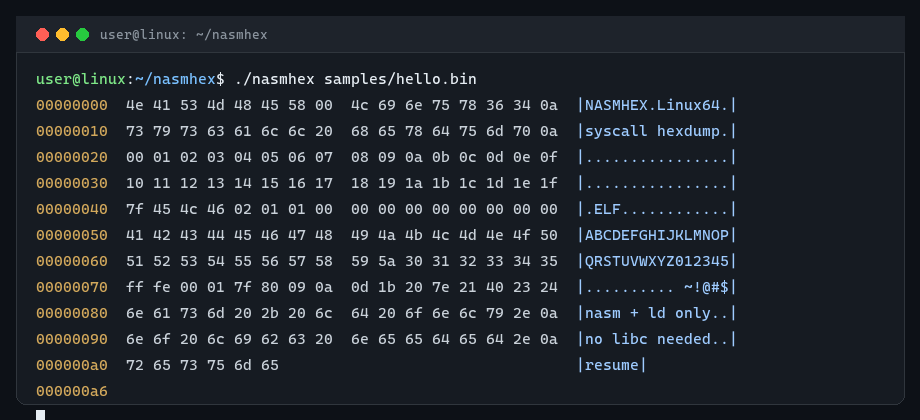 user@linux: ~/nasmhex
user@linux:~/nasmhex$ ./nasmhex samples/hello.bin
00000000  4e 41 53 4d 48 45 58 00  4c 69 6e 75 78 36 34 0a  |NASMHEX.Linux64.|
00000010  73 79 73 63 61 6c 6c 20  68 65 78 64 75 6d 70 0a  |syscall hexdump.|
00000020  00 01 02 03 04 05 06 07  08 09 0a 0b 0c 0d 0e 0f  |................|
00000030  10 11 12 13 14 15 16 17  18 19 1a 1b 1c 1d 1e 1f  |................|
00000040  7f 45 4c 46 02 01 01 00  00 00 00 00 00 00 00 00  |.ELF............|
00000050  41 42 43 44 45 46 47 48  49 4a 4b 4c 4d 4e 4f 50  |ABCDEFGHIJKLMNOP|
00000060  51 52 53 54 55 56 57 58  59 5a 30 31 32 33 34 35  |QRSTUVWXYZ012345|
00000070  ff fe 00 01 7f 80 09 0a  0d 1b 20 7e 21 40 23 24  |.......... ~!@#$|
00000080  6e 61 73 6d 20 2b 20 6c  64 20 6f 6e 6c 79 2e 0a  |nasm + ld only..|
00000090  6e 6f 20 6c 69 62 63 20  6e 65 65 64 65 64 2e 0a  |no libc needed..|
000000a0  72 65 73 75 6d 65                                 |resume|
000000a6